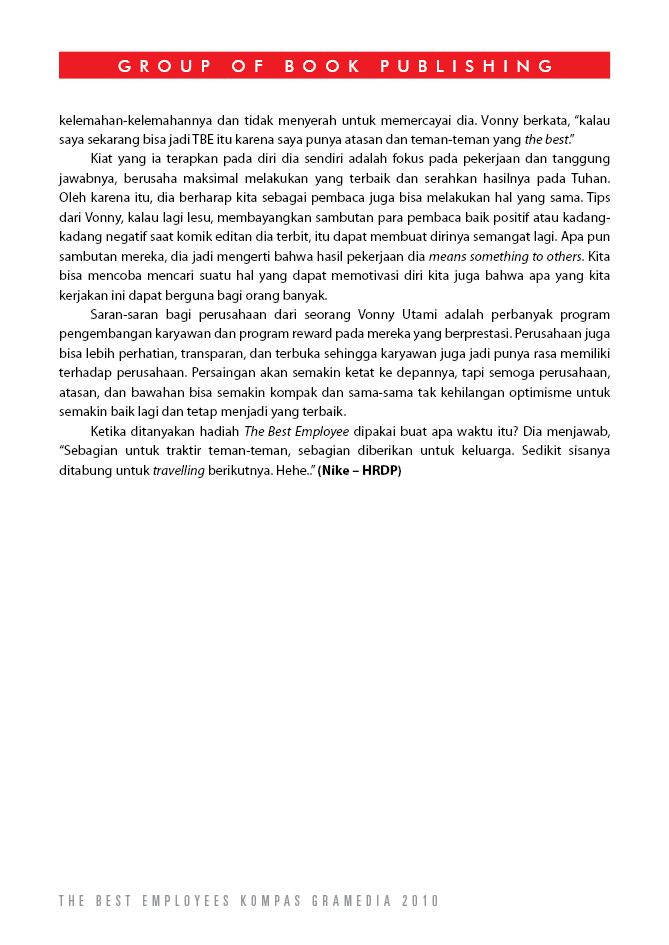 GROUP OF BOOK PUBLISHING
kelemahan-kelemahannya dan tidak menyerah untuk memercayai dia. Vonny berkata, “kalau
saya sekarang bisa jadi TBE itu karena saya punya atasan dan teman-teman yang the best.”
Kiat yang ia terapkan pada diri dia sendiri adalah fokus pada pekerjaan dan tanggung
jawabnya, berusaha maksimal melakukan yang terbaik dan serahkan hasilnya pada Tuhan.
Oleh karena itu, dia berharap kita sebagai pembaca juga bisa melakukan hal yang sama. Tips
dari Vonny, kalau lagi lesu, membayangkan sambutan para pembaca baik positif atau kadang-
kadang negatif saat komik editan dia terbit, itu dapat membuat dirinya semangat lagi. Apa pun
sambutan mereka, dia jadi mengerti bahwa hasil pekerjaan dia means something to others. Kita
bisa mencoba mencari suatu hal yang dapat memotivasi diri kita juga bahwa apa yang kita
kerjakan ini dapat berguna bagi orang banyak.
Saran-saran bagi perusahaan dari seorang Vonny Utami adalah perbanyak program
pengembangan karyawan dan program reward pada mereka yang berprestasi. Perusahaan juga
bisa lebih perhatian, transparan, dan terbuka sehingga karyawan juga jadi punya rasa memiliki
terhadap perusahaan. Persaingan akan semakin ketat ke depannya, tapi semoga perusahaan,
atasan, dan bawahan bisa semakin kompak dan sama-sama tak kehilangan optimisme untuk
semakin baik lagi dan tetap menjadi yang terbaik.
Ketika ditanyakan hadiah The Best Employee dipakai buat apa waktu itu? Dia menjawab,
“Sebagian untuk traktir teman-teman, sebagian diberikan untuk keluarga. Sedikit sisanya
ditabung untuk travelling berikutnya. Hehe..” (Nike – HRDP)
THE BEST EMPLOYEES KOMPAS GRAMEDIA 2010